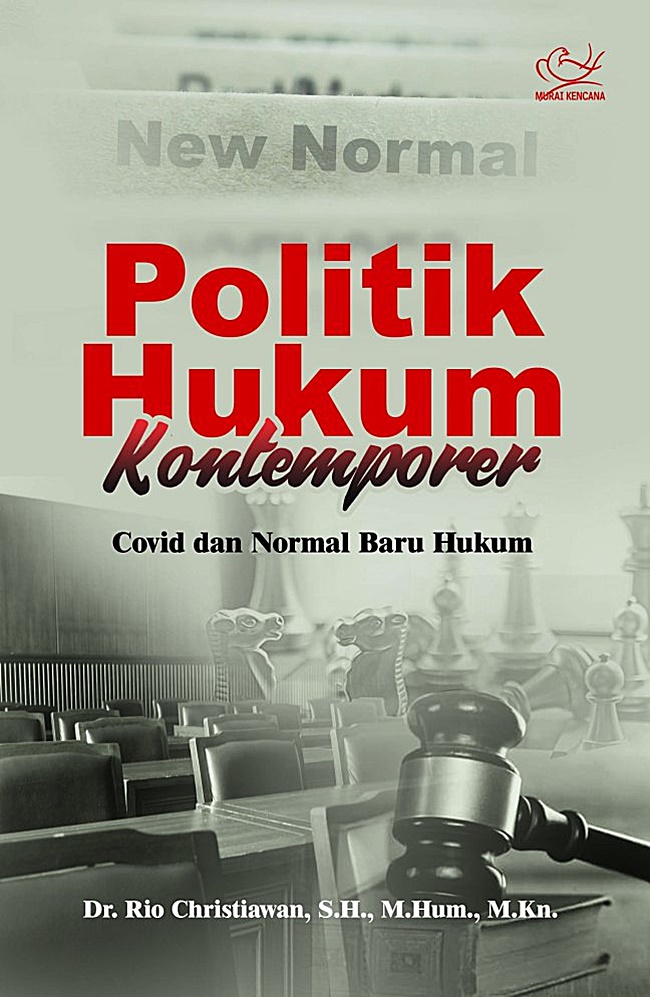 MURAI KENCANA
New Normal
Politik
Hukum
Kontemporer
Covid dan Normal Baru Hukum
Dr. Rio Christiawan, S.H., M.Hum., M.Kn.